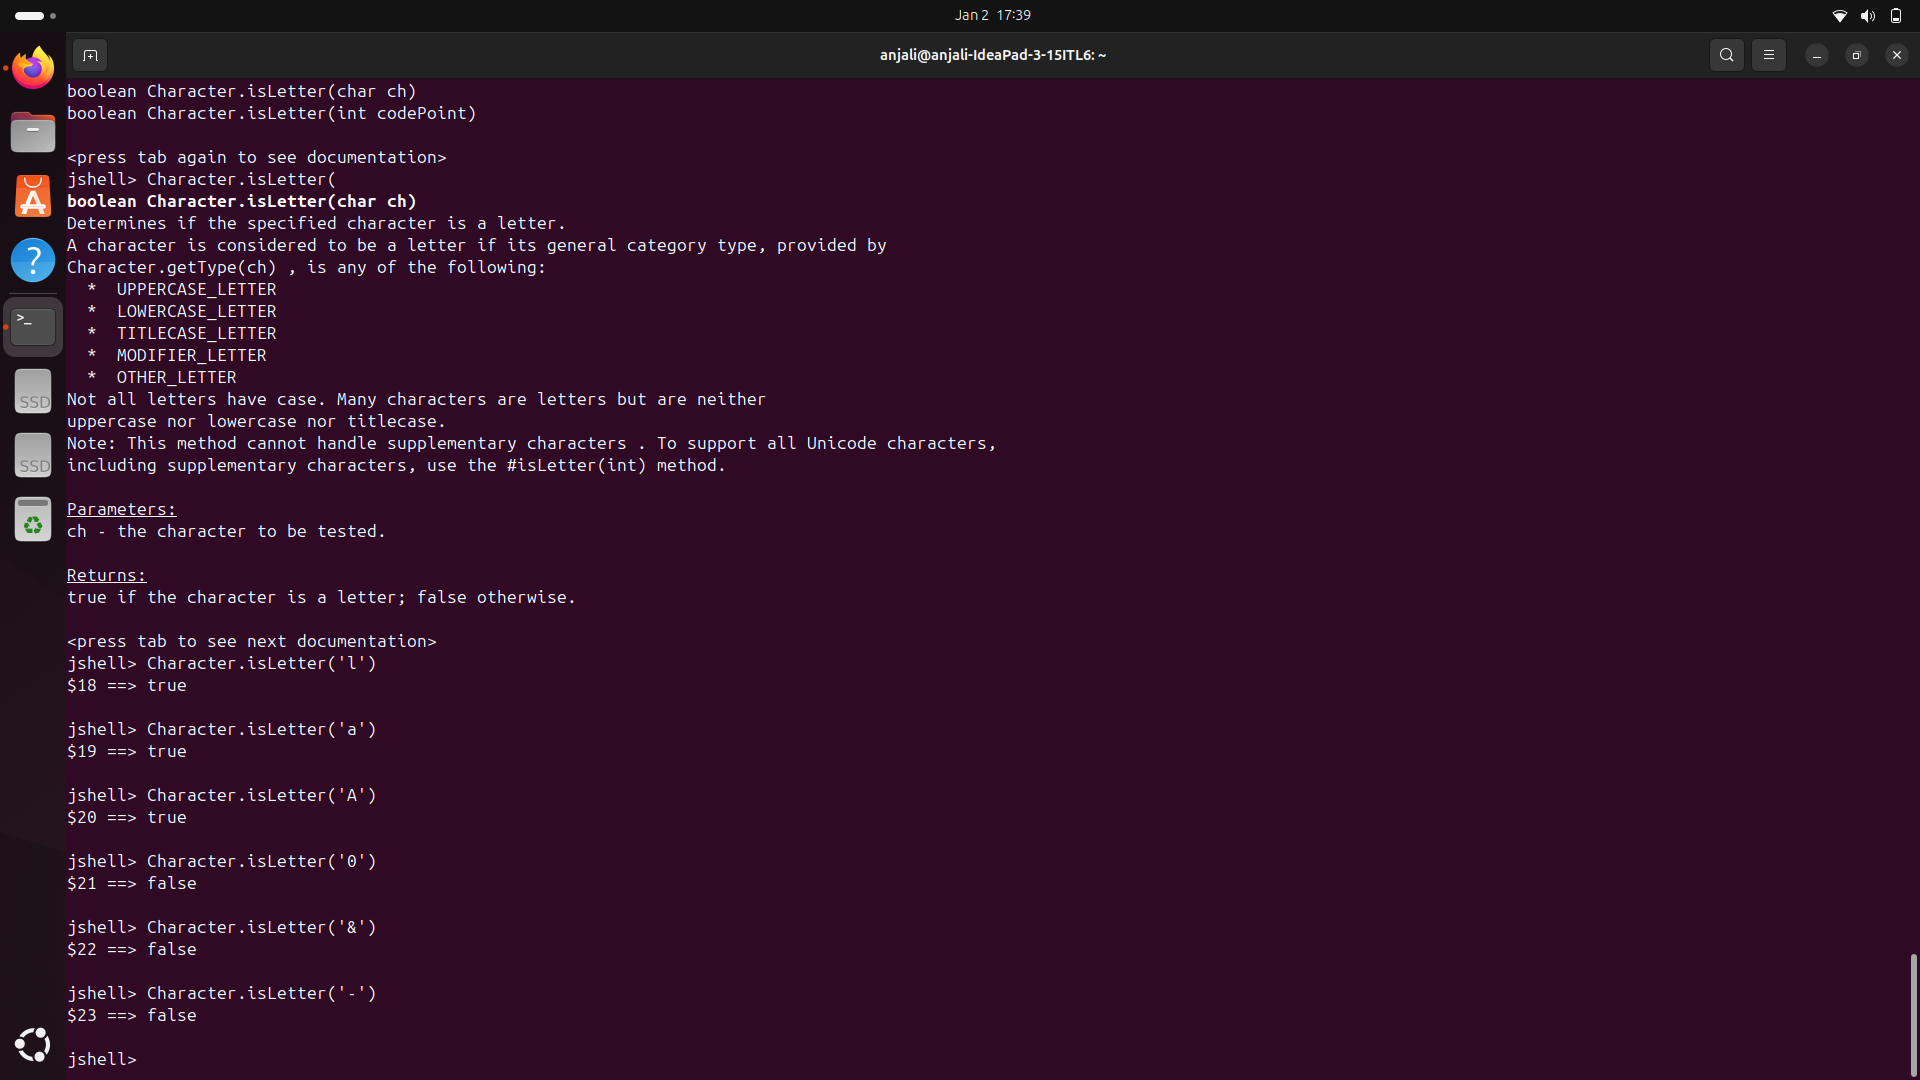 Jan 2 17:39
anjali@anjali-IdeaPad-3-15ITL6: ~
boolean Character.isLetter(char ch)
boolean Character.isLetter(int codePoint)
<press tab again to see documentation>
jshell> Character.isLetter(
boolean Character.isLetter(char ch)
Determines if the specified character is a letter.
A character is considered to be a letter if its general category type, provided by
Character.getType(ch) , is any of the following:
  *  UPPERCASE_LETTER
  *  LOWERCASE_LETTER
  *  TITLECASE_LETTER
  *  MODIFIER_LETTER
  *  OTHER_LETTER
Not all letters have case. Many characters are letters but are neither
uppercase nor lowercase nor titlecase.
Note: This method cannot handle supplementary characters . To support all Unicode characters,
including supplementary characters, use the #isLetter(int) method.
Parameters:
ch - the character to be tested.
Returns:
true if the character is a letter; false otherwise.
<press tab to see next documentation>
jshell> Character.isLetter('l')
$18 ==> true
jshell> Character.isLetter('a')
$19 ==> true
jshell> Character.isLetter('A')
$20 ==> true
jshell> Character.isLetter('0')
$21 ==> false
jshell> Character.isLetter('&')
$22 ==> false
jshell> Character.isLetter('-')
$23 ==> false
jshell>
>_
SSD
SSD